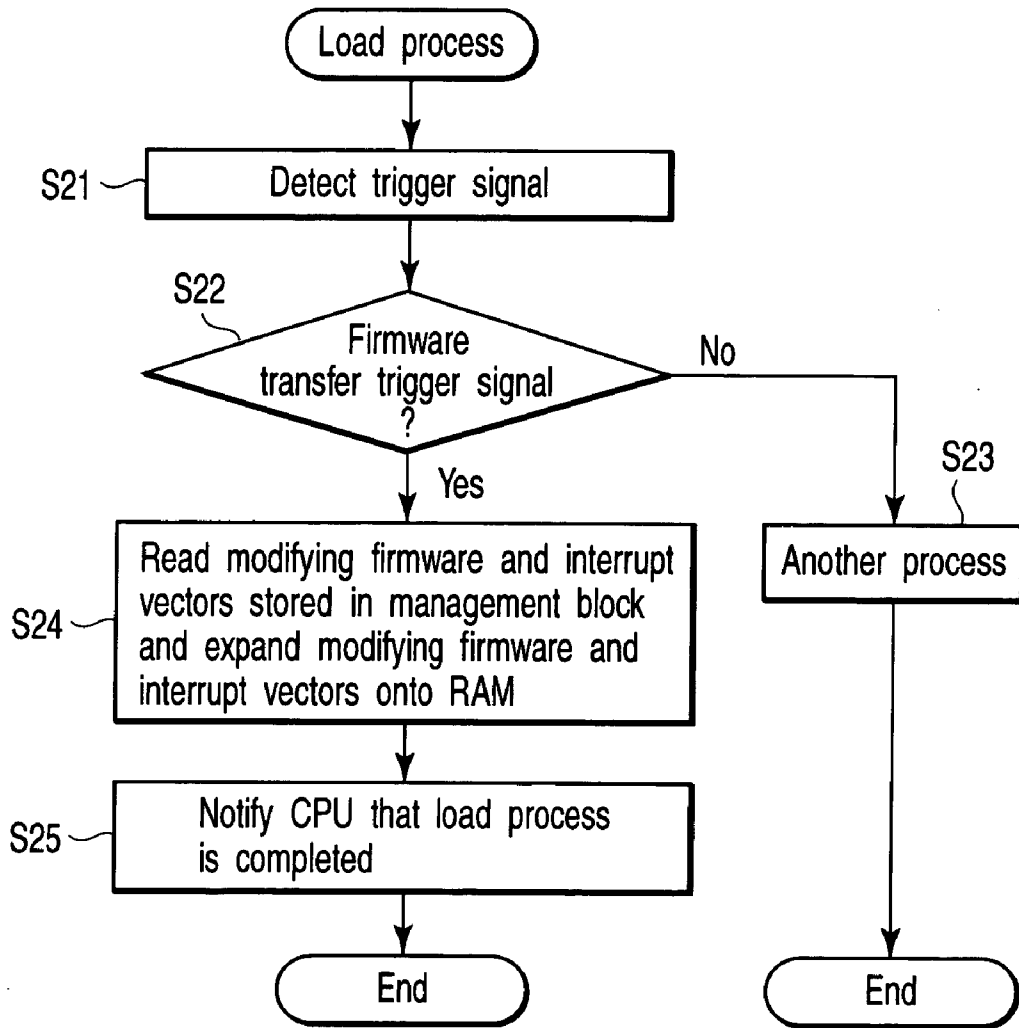 Load process
S21
Detect trigger signal
S22
Firmware
transfer trigger signal
?
No
Yes
S23
Another process
S24
Read modifying firmware and interrupt
vectors stored in management block
and expand modifying firmware and
interrupt vectors onto RAM
S25
Notify CPU that load process
is completed
End
End